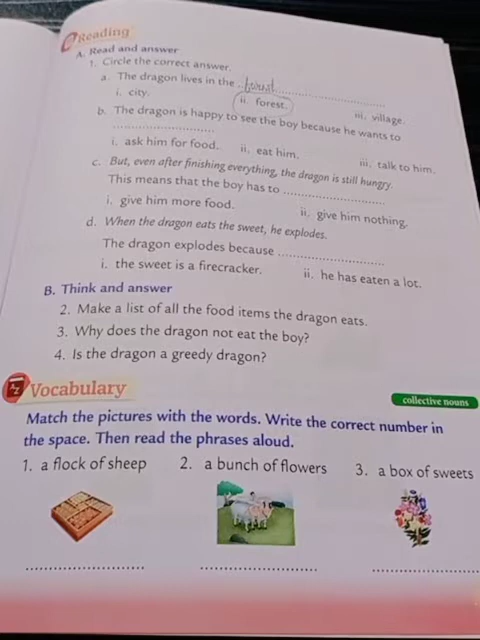 Reading
A. Read and answer
1. Circle the correct answer.
a. The dragon lives in the forest
i. city. ii. forest. iii. village.
b. The dragon is happy to see the boy because he wants to
....................
i. ask him for food. ii. eat him. iii. talk to him.
c. But, even after finishing everything, the dragon is still hungry.
This means that the boy has to ....................
i. give him more food. ii. give him nothing.
d. When the dragon eats the sweet, he explodes.
The dragon explodes because ....................
i. the sweet is a firecracker. ii. he has eaten a lot.
B. Think and answer
2. Make a list of all the food items the dragon eats.
3. Why does the dragon not eat the boy?
4. Is the dragon a greedy dragon?
Vocabulary
collective nouns
Match the pictures with the words. Write the correct number in
the space. Then read the phrases aloud.
1. a flock of sheep 2. a bunch of flowers 3. a box of sweets
.................... .................... ....................